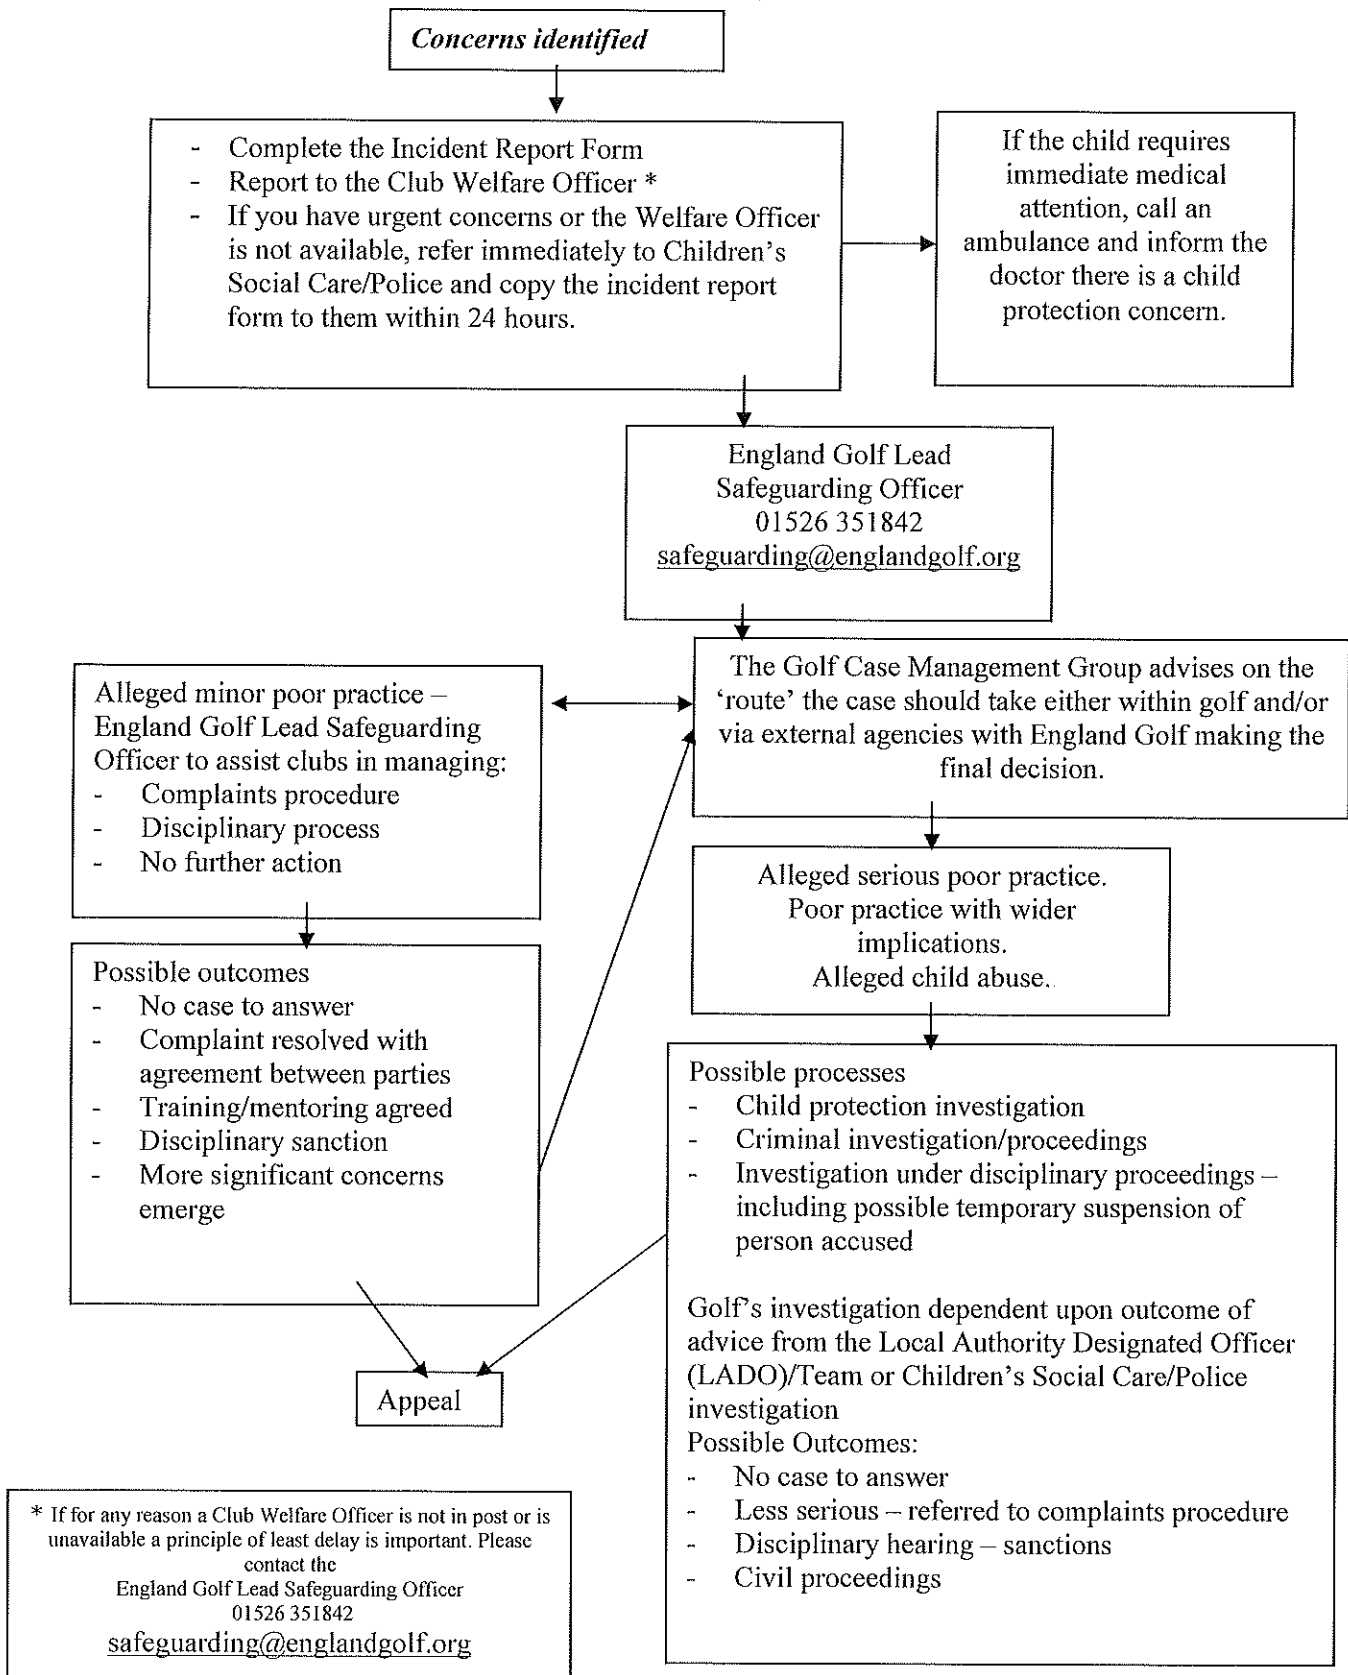 Concerns identified
- Complete the Incident Report Form
- Report to the Club Welfare Officer *
- If you have urgent concerns or the Welfare Officer
is not available, refer immediately to Children's
Social Care/Police and copy the incident report
form to them within 24 hours.
If the child requires
immediate medical
attention, call an
ambulance and inform the
doctor there is a child
protection concern.
England Golf Lead
Safeguarding Officer
01526 351842
safeguarding@englandgolf.org
The Golf Case Management Group advises on the
‘route’ the case should take either within golf and/or
via external agencies with England Golf making the
final decision.
Alleged minor poor practice –
England Golf Lead Safeguarding
Officer to assist clubs in managing:
- Complaints procedure
- Disciplinary process
- No further action
Alleged serious poor practice.
Poor practice with wider
implications.
Alleged child abuse.
Possible outcomes
- No case to answer
- Complaint resolved with
agreement between parties
- Training/mentoring agreed
- Disciplinary sanction
- More significant concerns
emerge
Possible processes
- Child protection investigation
- Criminal investigation/proceedings
- Investigation under disciplinary proceedings –
including possible temporary suspension of
person accused
Golf's investigation dependent upon outcome of
advice from the Local Authority Designated Officer
(LADO)/Team or Children's Social Care/Police
investigation
Possible Outcomes:
- No case to answer
- Less serious – referred to complaints procedure
- Disciplinary hearing – sanctions
- Civil proceedings
Appeal
* If for any reason a Club Welfare Officer is not in post or is
unavailable a principle of least delay is important. Please
contact the
England Golf Lead Safeguarding Officer
01526 351842
safeguarding@englandgolf.org